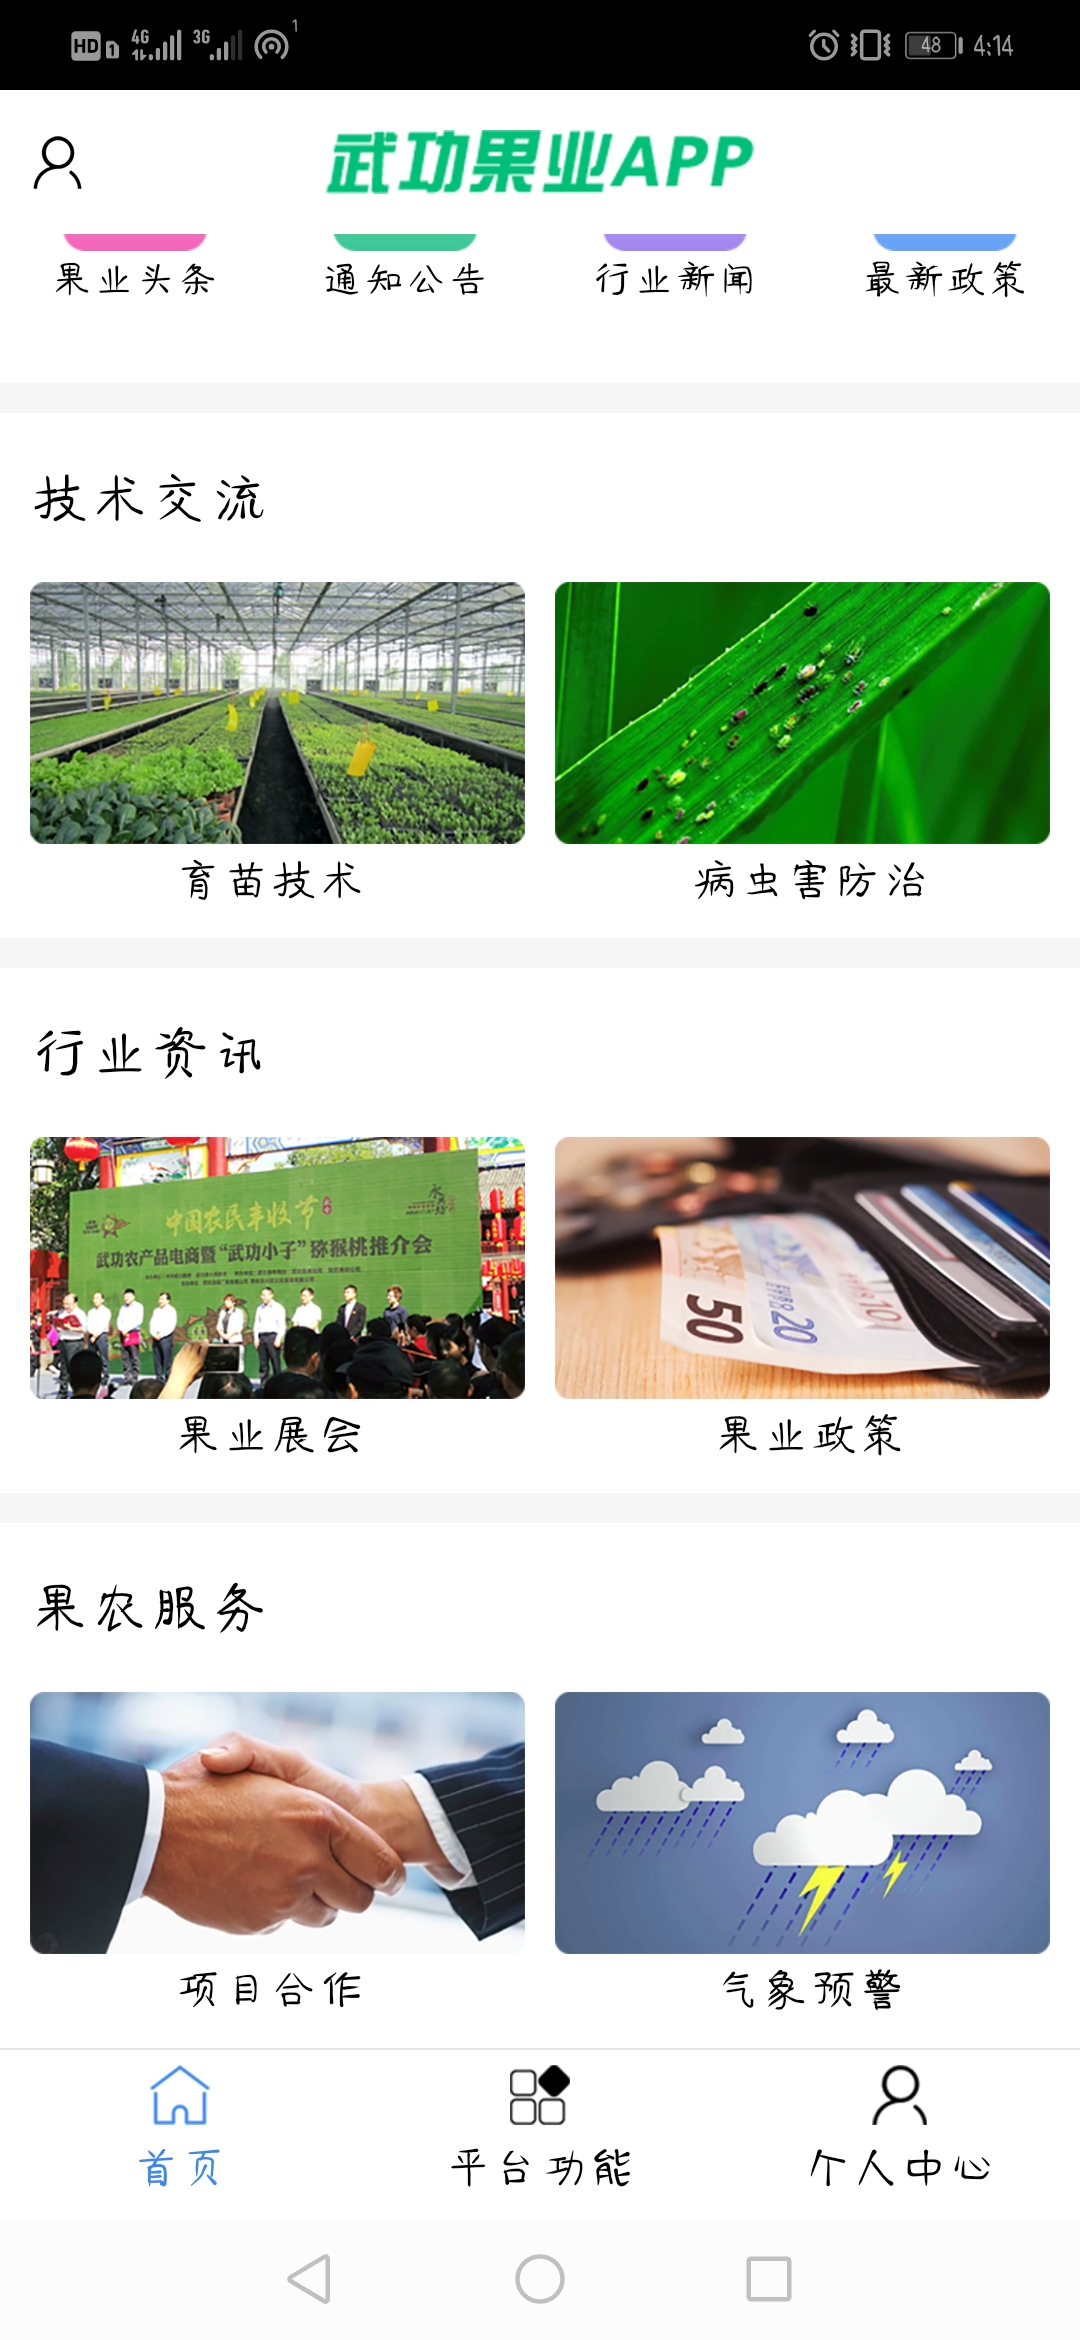 HD 1 4G 3G 1 48 4:14
武功果业APP
果业头条 通知公告 行业新闻 最新政策
技术交流
育苗技术 病虫害防治
行业资讯
中国农民丰收节
武功农产品电商暨“武功小子”猕猴桃推介会
50 20 10
果业展会 果业政策
果农服务
项目合作 气象预警
首页 平台功能 个人中心